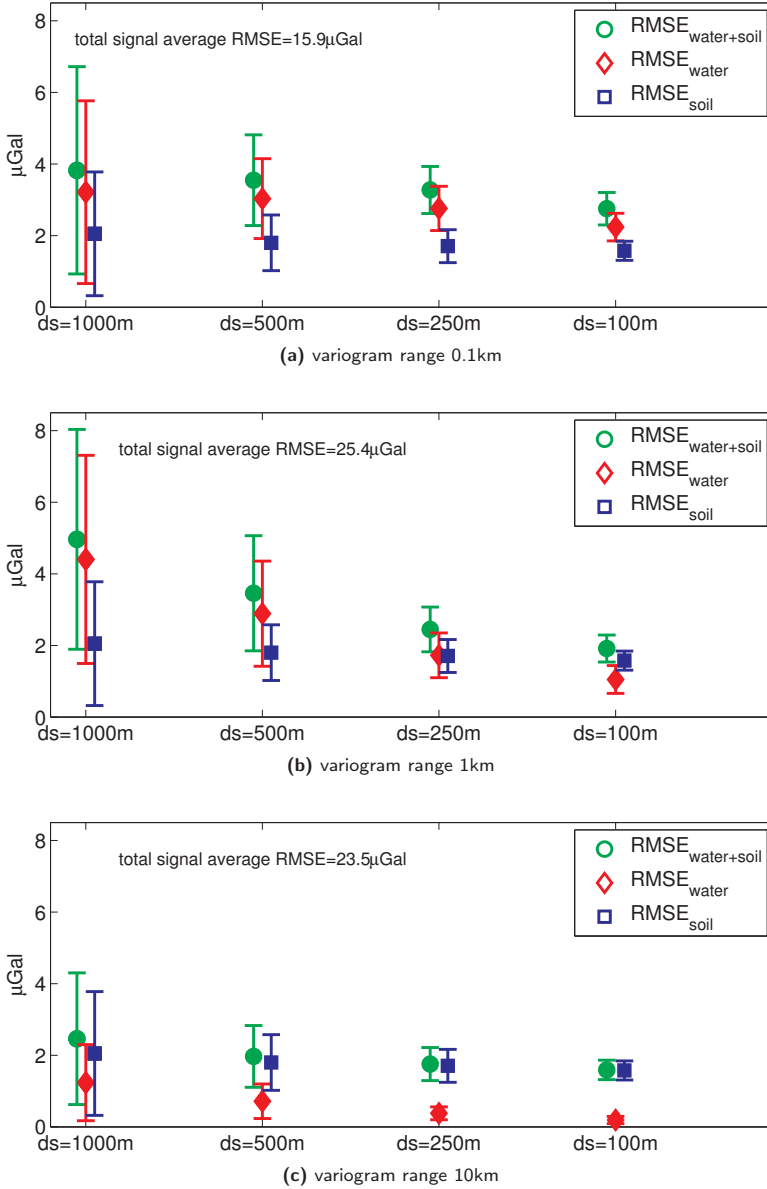 8
total signal average RMSE=15.9μGal
RMSE_water+soil
RMSE_water
RMSE_soil
6
μGal
4
2
0
ds=1000m ds=500m ds=250m ds=100m
(a) variogram range 0.1km
8
total signal average RMSE=25.4μGal
RMSE_water+soil
RMSE_water
RMSE_soil
6
μGal
4
2
0
ds=1000m ds=500m ds=250m ds=100m
(b) variogram range 1km
8
total signal average RMSE=23.5μGal
RMSE_water+soil
RMSE_water
RMSE_soil
6
μGal
4
2
0
ds=1000m ds=500m ds=250m ds=100m
(c) variogram range 10km